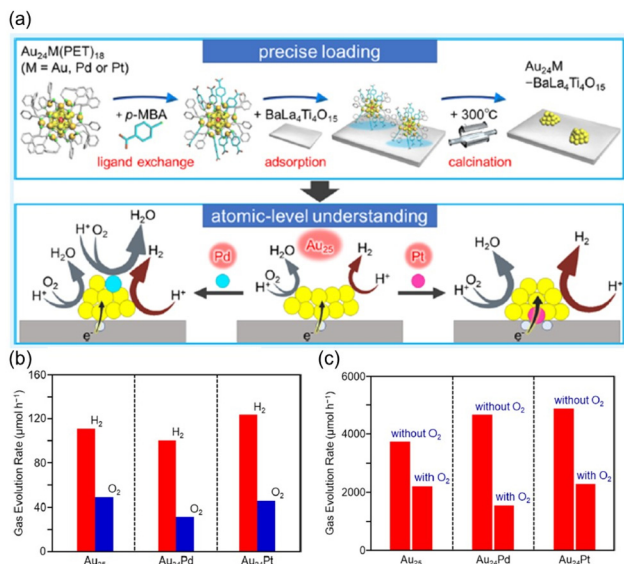 (a)
precise loading
Au₂₄M(PET)₁₈
(M = Au, Pd or Pt)
Au₂₄M
−BaLa₄Ti₄O₁₅
+ p-MBA
+ BaLa₄Ti₄O₁₅
+ 300℃
ligand exchange
adsorption
calcination
atomic-level understanding
H₂O
H⁺ O₂
H₂O
H₂
O₂
H⁺
H⁺
e⁻
Pd
Au₂₅
H₂O
H₂
O₂
H⁺
H⁺
e⁻
Pt
H₂O
H₂
O₂
H⁺
H⁺
e⁻
(b)
Gas Evolution Rate (μmol h⁻¹)
160
120
80
40
0
H₂
O₂
H₂
O₂
H₂
O₂
Au₂₅
Au₂₄Pd
Au₂₄Pt
(c)
Gas Evolution Rate (μmol h⁻¹)
6000
4000
2000
0
without O₂
with O₂
without O₂
with O₂
without O₂
with O₂
Au₂₅
Au₂₄Pd
Au₂₄Pt